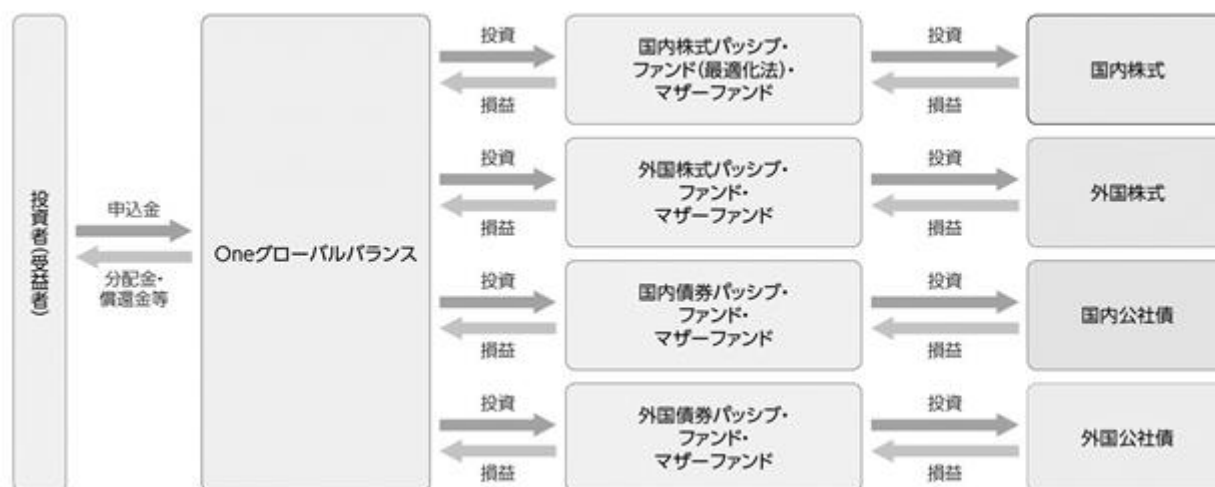 投資者(受益者)
申込金
分配金・
償還金等
Oneグローバルバランス
投資
損益
国内株式パッシブ・
ファンド(最適化法)・
マザーファンド
投資
損益
国内株式
投資
損益
外国株式パッシブ・
ファンド・
マザーファンド
投資
損益
外国株式
投資
損益
国内債券パッシブ・
ファンド・
マザーファンド
投資
損益
国内公社債
投資
損益
外国債券パッシブ・
ファンド・
マザーファンド
投資
損益
外国公社債